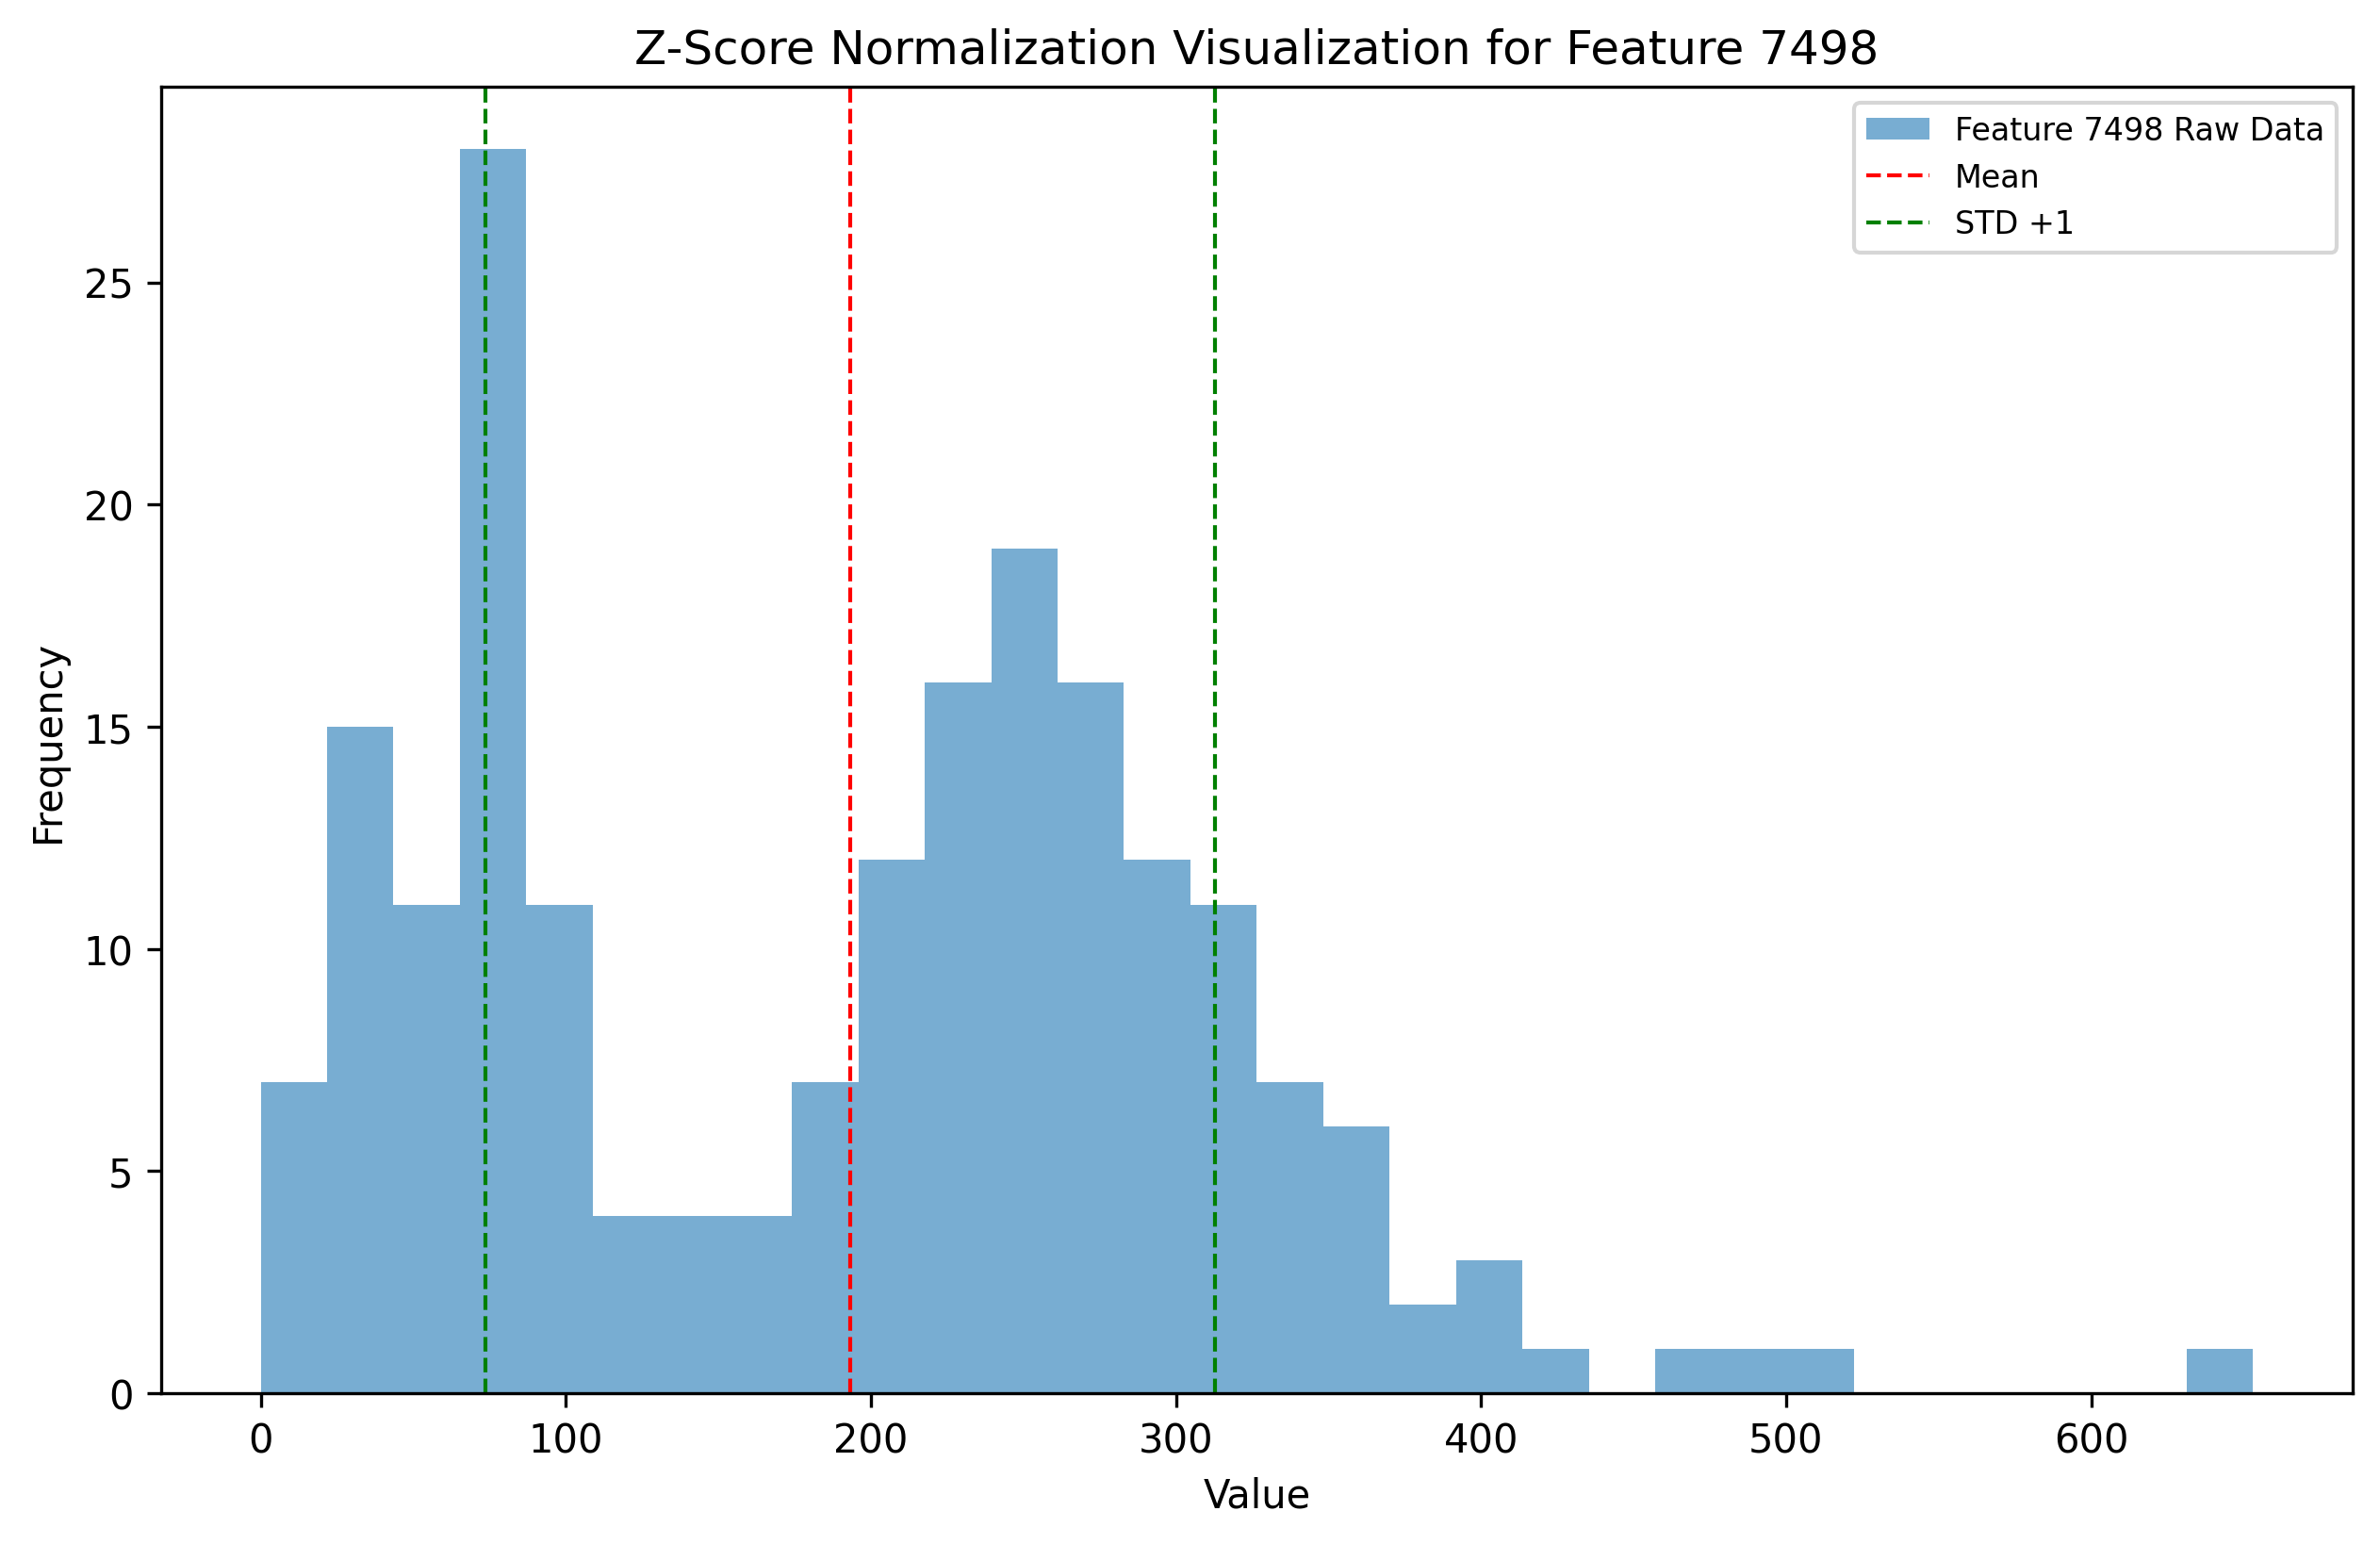 Z-Score Normalization Visualization for Feature 7498
Feature 7498 Raw Data
Mean
STD +1
Frequency
25
20
15
10
5
0
0 100 200 300 400 500 600
Value